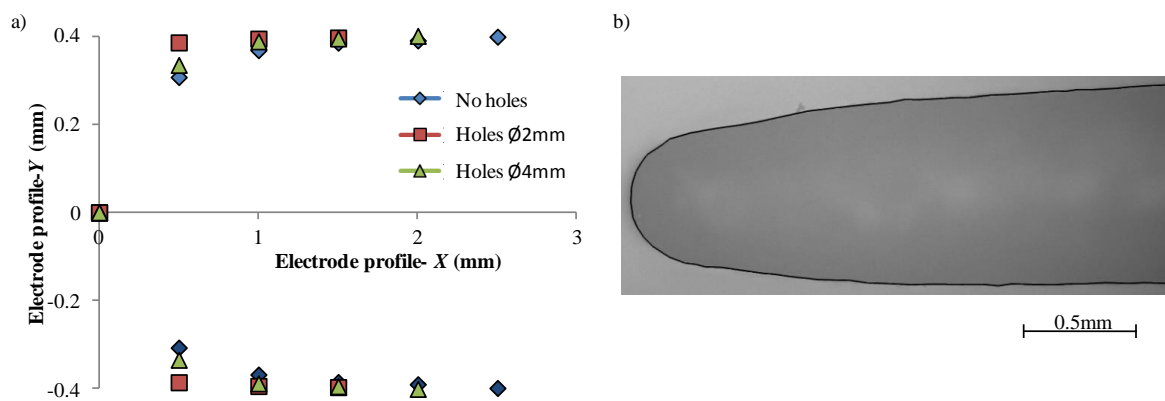 a)
b)
0.4
0.2
0
-0.2
-0.4
0
1
2
3
Electrode profile-Y (mm)
Electrode profile- X (mm)
No holes
Holes Ø2mm
Holes Ø4mm
0.5mm